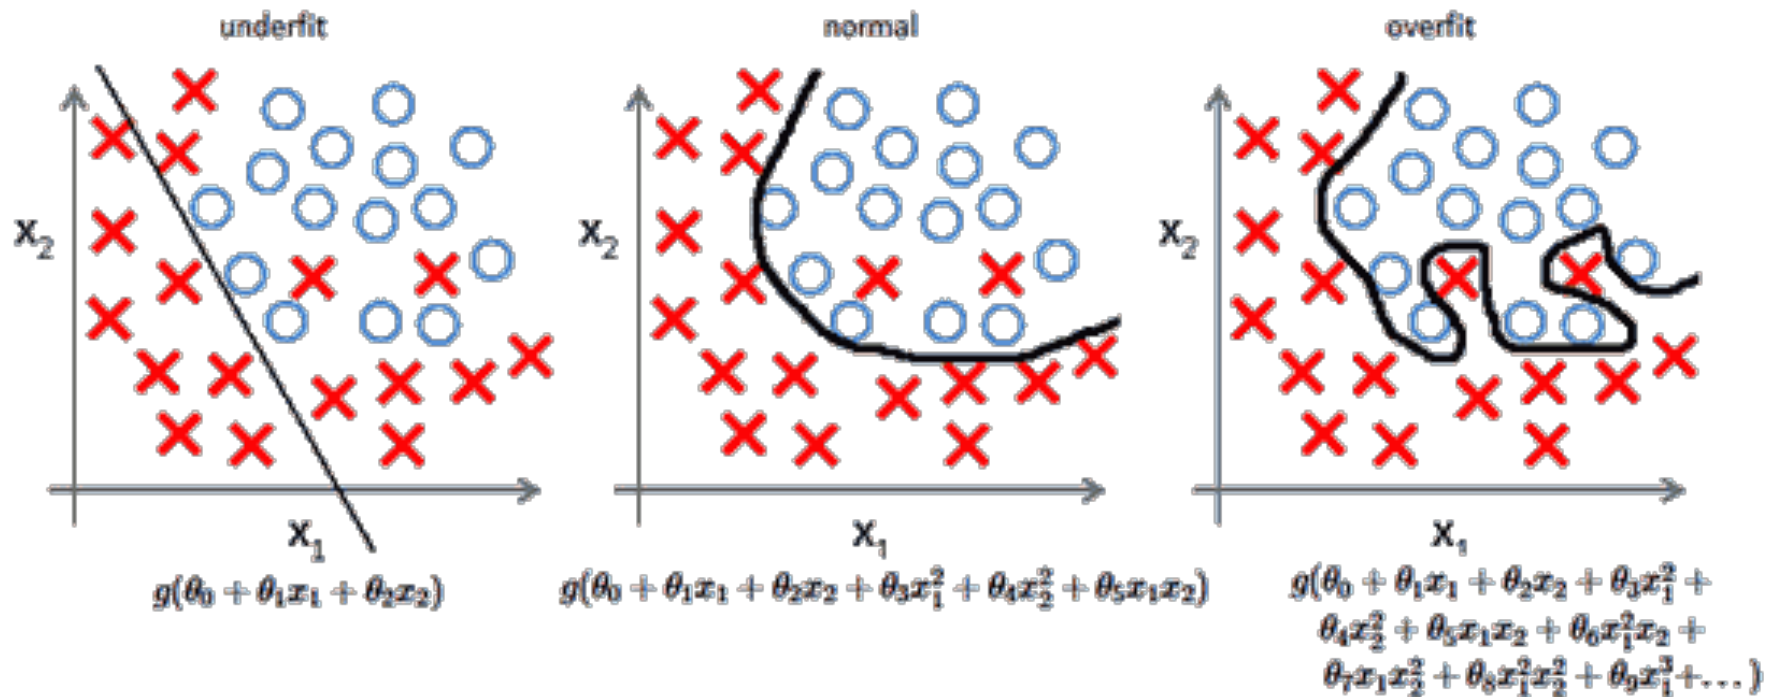 underfit
normal
overfit
X₂
X₂
X₂
X₁
X₁
X₁
g(θ₀ + θ₁x₁ + θ₂x₂)
g(θ₀ + θ₁x₁ + θ₂x₂ + θ₃x₁² + θ₄x₂² + θ₅x₁x₂)
g(θ₀ + θ₁x₁ + θ₂x₂ + θ₃x₁² +
θ₄x₂² + θ₅x₁x₂ + θ₆x₁²x₂ +
θ₇x₁x₂² + θ₈x₁²x₂² + θ₉x₁³ + ...)